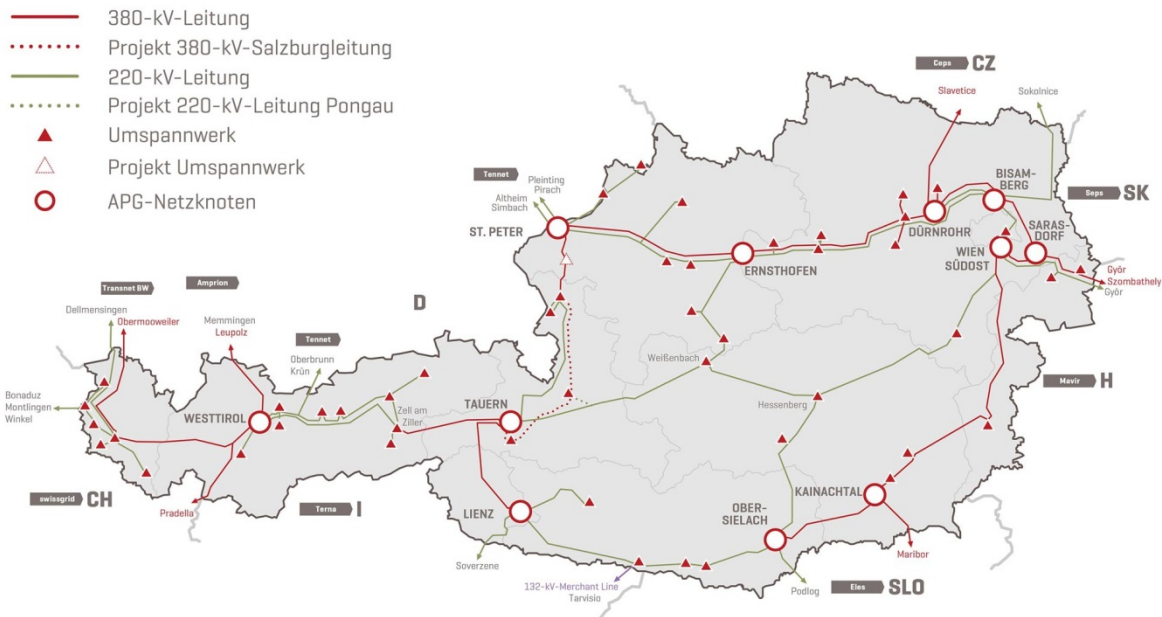 380-kV-Leitung
Projekt 380-kV-Salzburgleitung
220-kV-Leitung
Projekt 220-kV-Leitung Pongau
Umspannwerk
Projekt Umspannwerk
APG-Netzknoten
Ceps CZ
Slavetice
Sokolnice
Tennet
Pleinting
Pirach
Altheim
Simbach
ST. PETER
BISAM-
BERG
Seps SK
DÜRNROHR
SARAS-
DORF
WIEN
SÜDOST
ERNSTHOFEN
Györ
Szombathely
Györ
Transnet BW
Amprion
D
Dellmensingen
Obermooweiler
Memmingen
Leupolz
Tennet
Oberbrunn
Krün
Weißenbach
Mavir H
Bonaduz
Montlingen
Winkel
WESTTIROL
Zell am
Ziller
TAUERN
Hessenberg
swissgrid CH
Pradella
Terna I
LIENZ
KAINACHTAL
OBER-
SIELACH
Soverzene
Maribor
132-kV-Merchant Line
Tarvisio
Podlog
Eles SLO